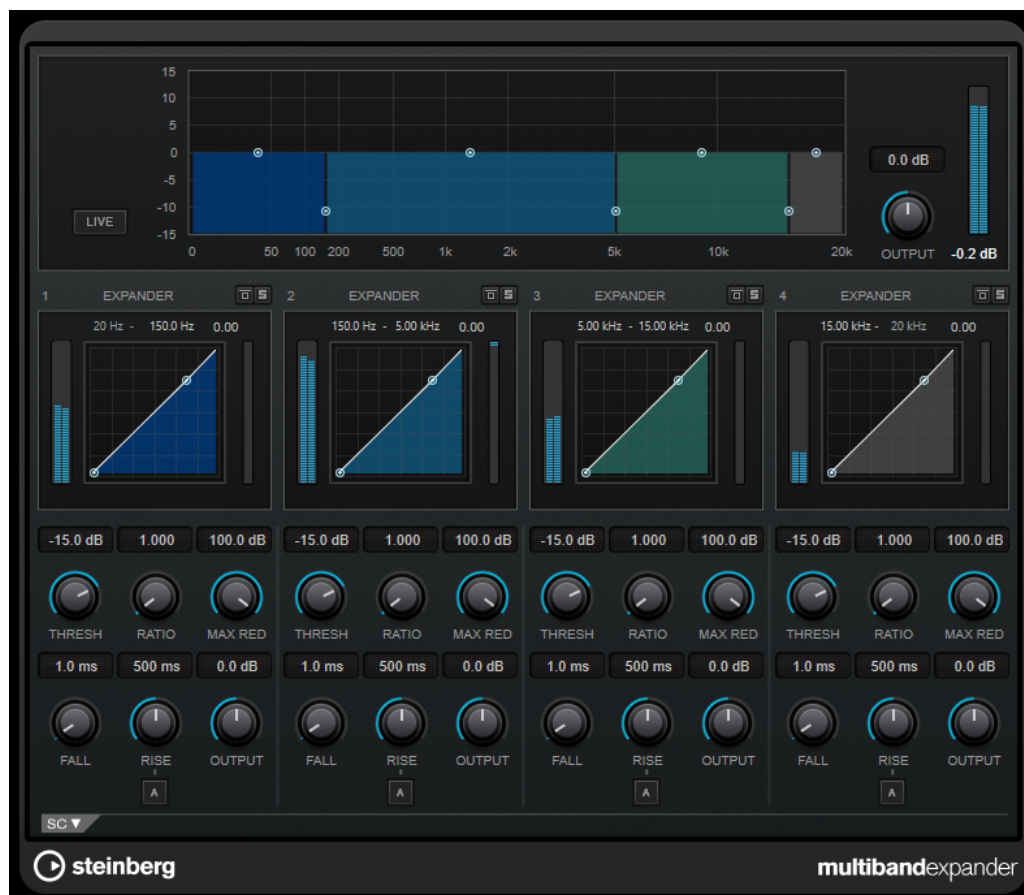 15
10
5
0
-5
-10
-15
LIVE
0 50 100 200 500 1k 2k 5k 10k 20k
0.0 dB
OUTPUT -0.2 dB
1 EXPANDER S 2 EXPANDER S 3 EXPANDER S 4 EXPANDER S
20 Hz - 150.0 Hz 0.00 150.0 Hz - 5.00 kHz 0.00 5.00 kHz - 15.00 kHz 0.00 15.00 kHz - 20 kHz 0.00
-15.0 dB 1.000 100.0 dB -15.0 dB 1.000 100.0 dB -15.0 dB 1.000 100.0 dB -15.0 dB 1.000 100.0 dB
THRESH RATIO MAX RED THRESH RATIO MAX RED THRESH RATIO MAX RED THRESH RATIO MAX RED
1.0 ms 500 ms 0.0 dB 1.0 ms 500 ms 0.0 dB 1.0 ms 500 ms 0.0 dB 1.0 ms 500 ms 0.0 dB
FALL RISE OUTPUT FALL RISE OUTPUT FALL RISE OUTPUT FALL RISE OUTPUT
A A A A
SC ▼
steinberg multibandexpander